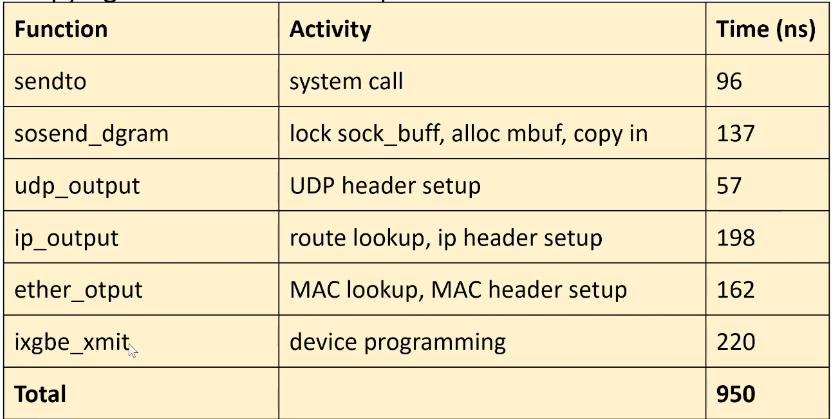 Function Activity Time (ns)
sendto system call 96
sosend_dgram lock sock_buff, alloc mbuf, copy in 137
udp_output UDP header setup 57
ip_output route lookup, ip header setup 198
ether_otput MAC lookup, MAC header setup 162
ixgbe_xmit device programming 220
Total 950